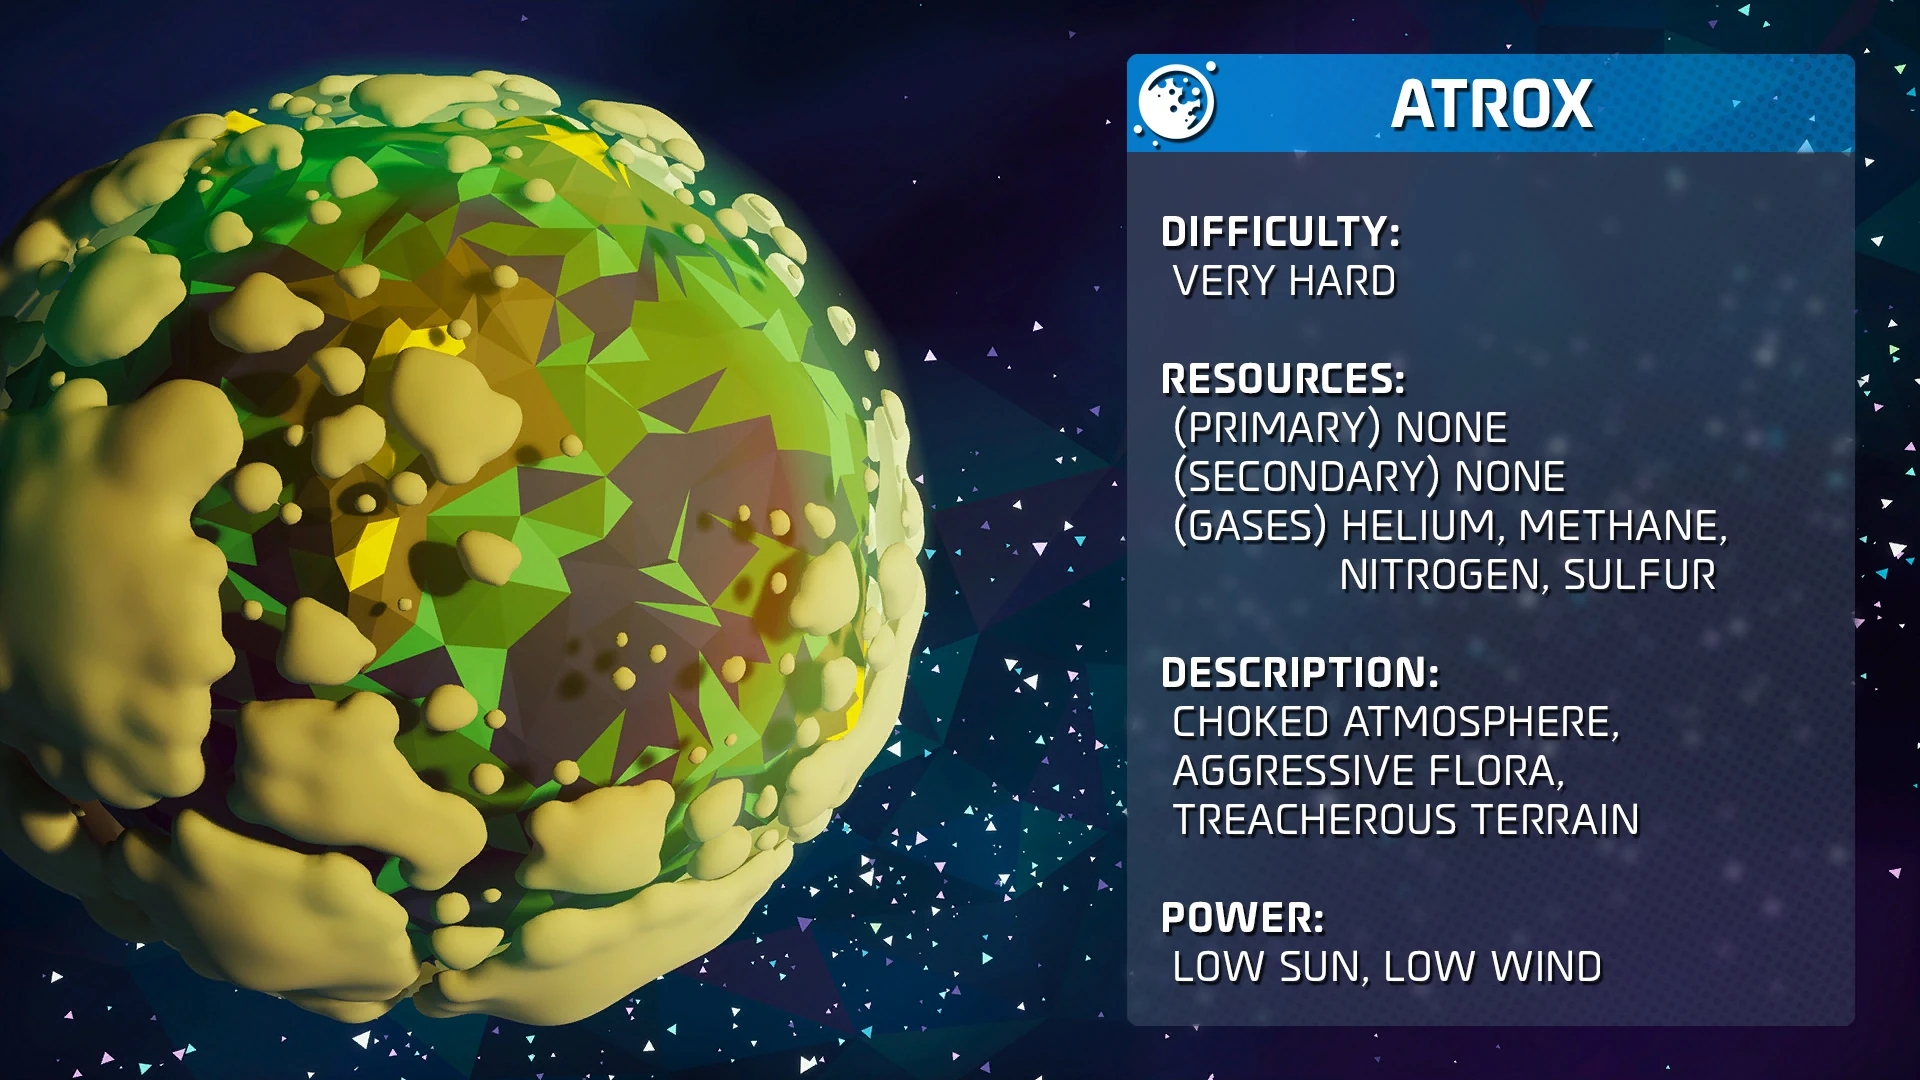 ATROX
DIFFICULTY:
VERY HARD
RESOURCES:
(PRIMARY) NONE
(SECONDARY) NONE
(GASES) HELIUM, METHANE,
NITROGEN, SULFUR
DESCRIPTION:
CHOKED ATMOSPHERE,
AGGRESSIVE FLORA,
TREACHEROUS TERRAIN
POWER:
LOW SUN, LOW WIND